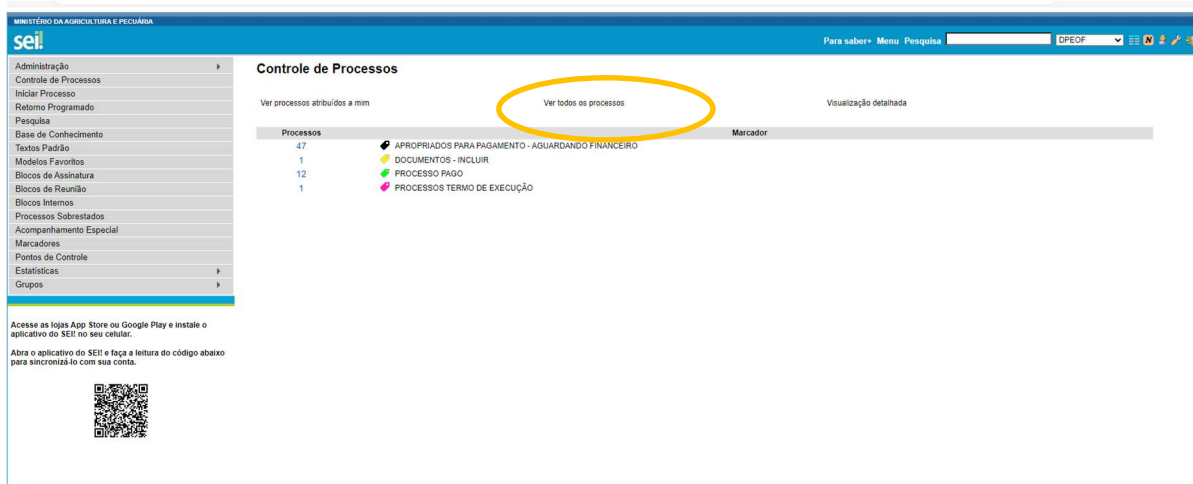 MINISTÉRIO DA AGRICULTURA E PECUÁRIA
sei!
Para saber+ Menu Pesquisa DPEOF
N
Administração
Controle de Processos
Iniciar Processo
Retorno Programado
Pesquisa
Base de Conhecimento
Textos Padrão
Modelos Favoritos
Blocos de Assinatura
Blocos de Reunião
Blocos Internos
Processos Sobrestados
Acompanhamento Especial
Marcadores
Pontos de Controle
Estatísticas
Grupos
Acesse as lojas App Store ou Google Play e instale o
aplicativo do SEI! no seu celular.
Abra o aplicativo do SEI! e faça a leitura do código abaixo
para sincronizá-lo com sua conta.
Controle de Processos
Ver processos atribuídos a mim Ver todos os processos Visualização detalhada
Processos Marcador
47 APROPRIADOS PARA PAGAMENTO - AGUARDANDO FINANCEIRO
1 DOCUMENTOS - INCLUIR
12 PROCESSO PAGO
1 PROCESSOS TERMO DE EXECUÇÃO